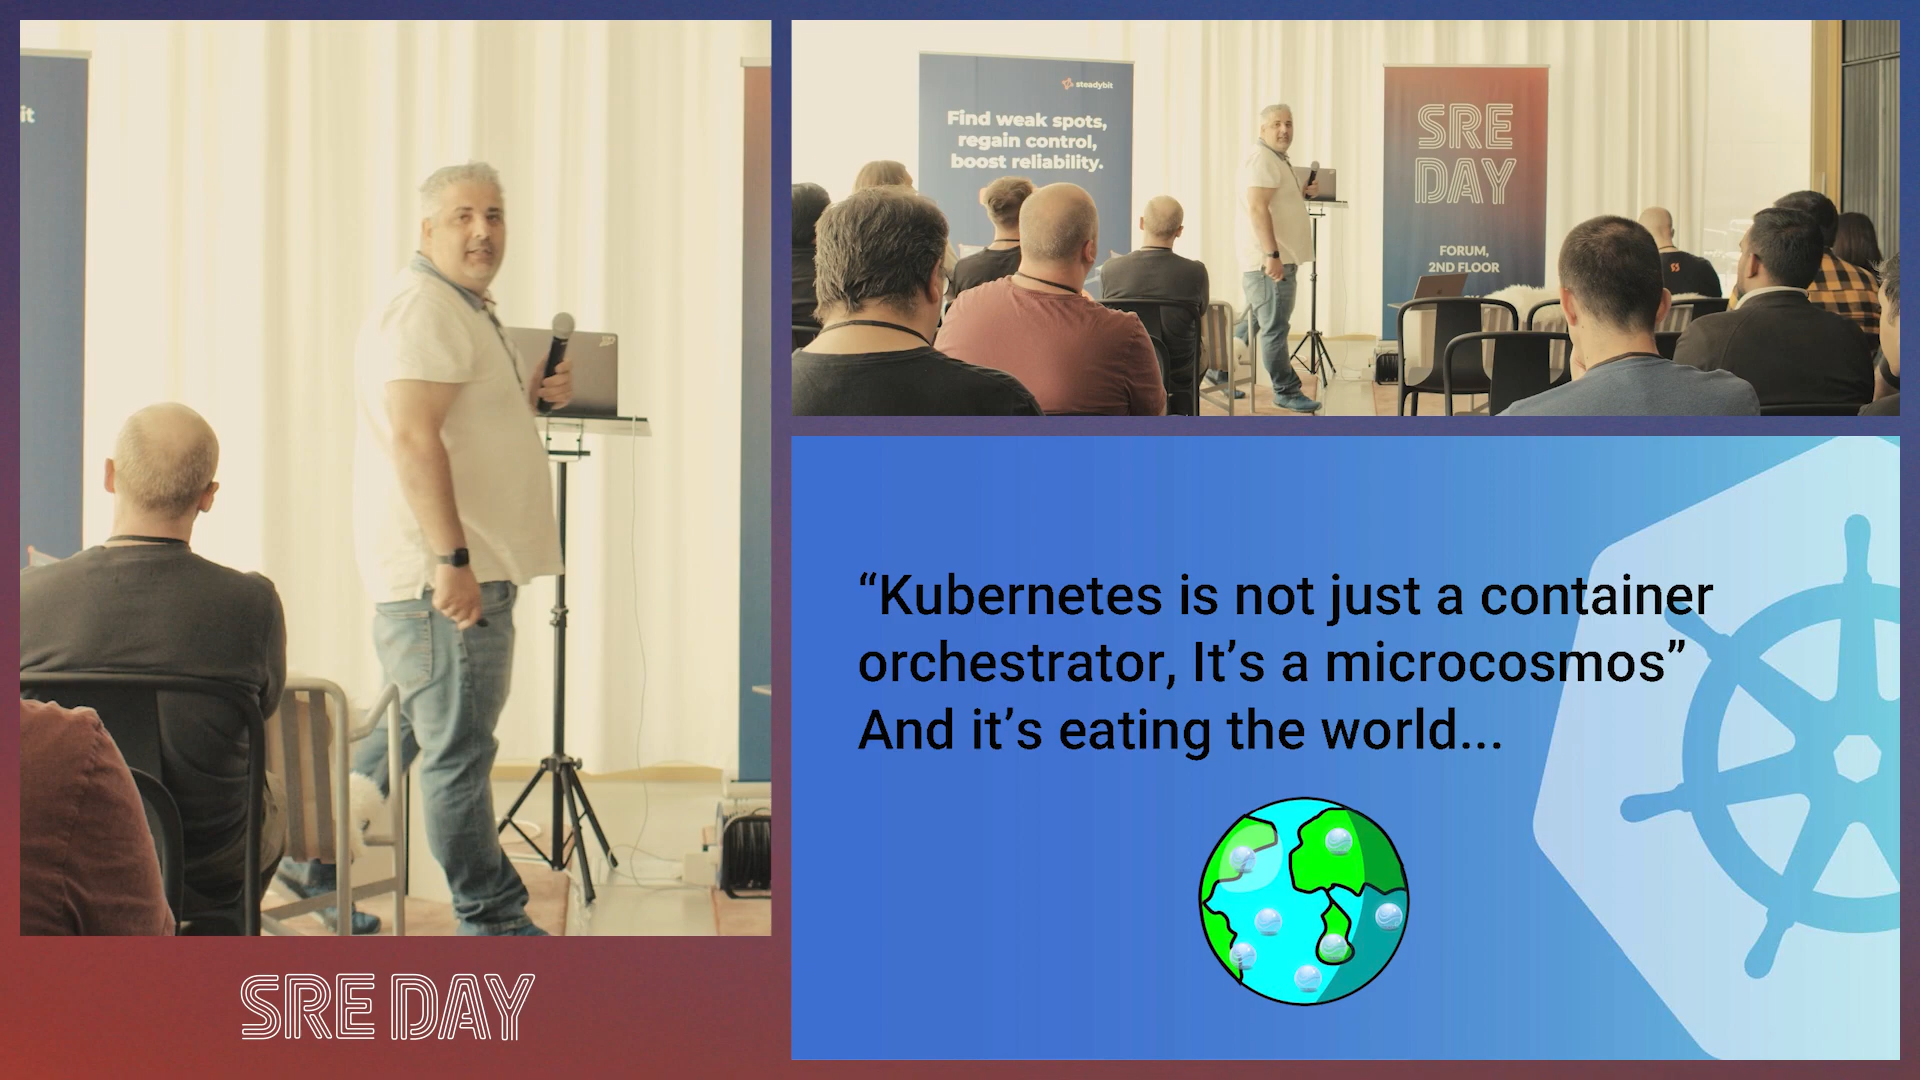 it
steadybit
Find weak spots,
regain control,
boost reliability.
SRE
DAY
FORUM,
2ND FLOOR
“Kubernetes is not just a container
orchestrator, It’s a microcosmos”
And it’s eating the world...
SRE DAY